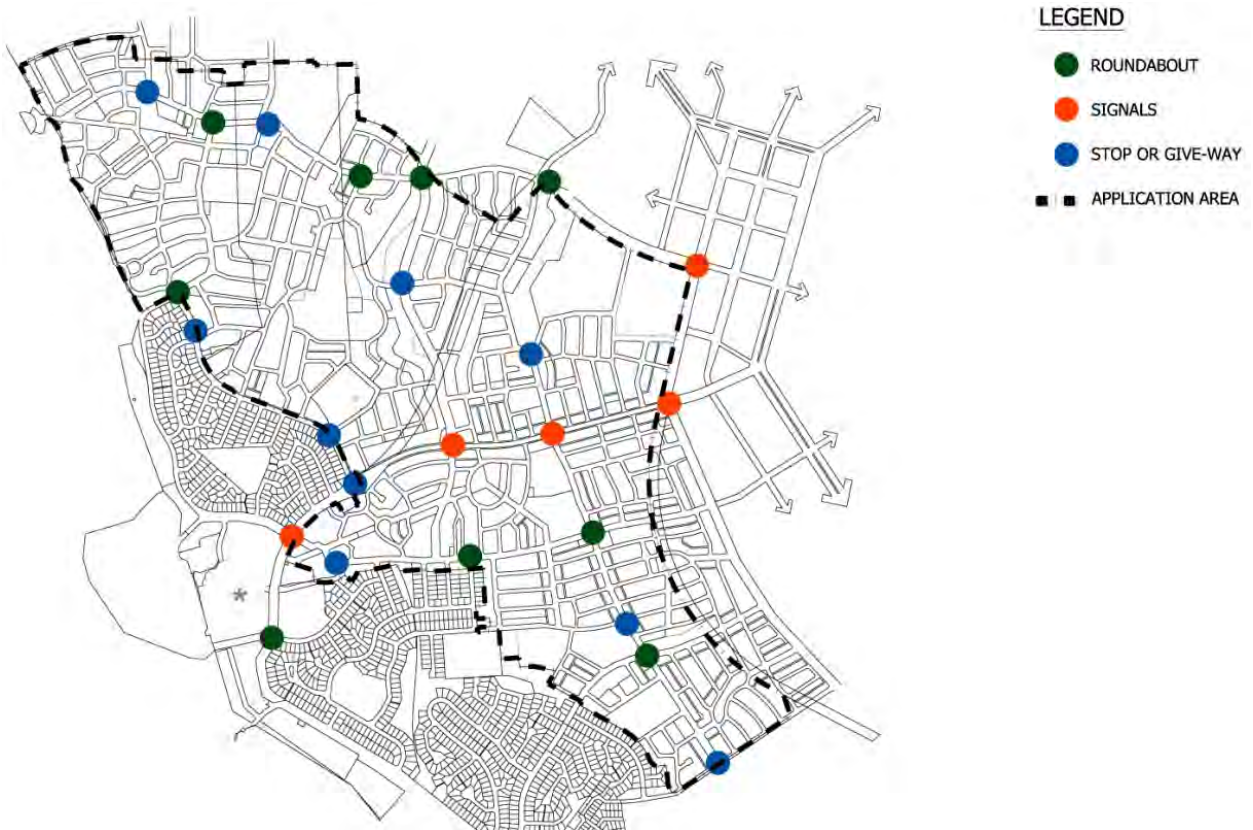 LEGEND
ROUNDABOUT
SIGNALS
STOP OR GIVE-WAY
APPLICATION AREA